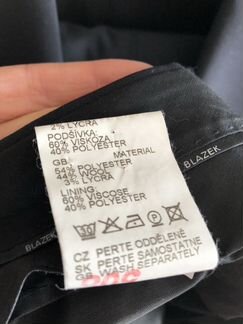 2% LYCRA
PODŠÍVKA:
60% VISKÓZA
40% POLYESTER
GB MATERIAL
54% POLYESTER
44% WOOL
3% LYCRA
LINING:
60% VISCOSE
40% POLYESTER
P
CZ PERTE ODDĚLENĚ
SK PERTE SAMOSTATNE
GB WASH SEPARATELY
BLAZEK
BLAZEK